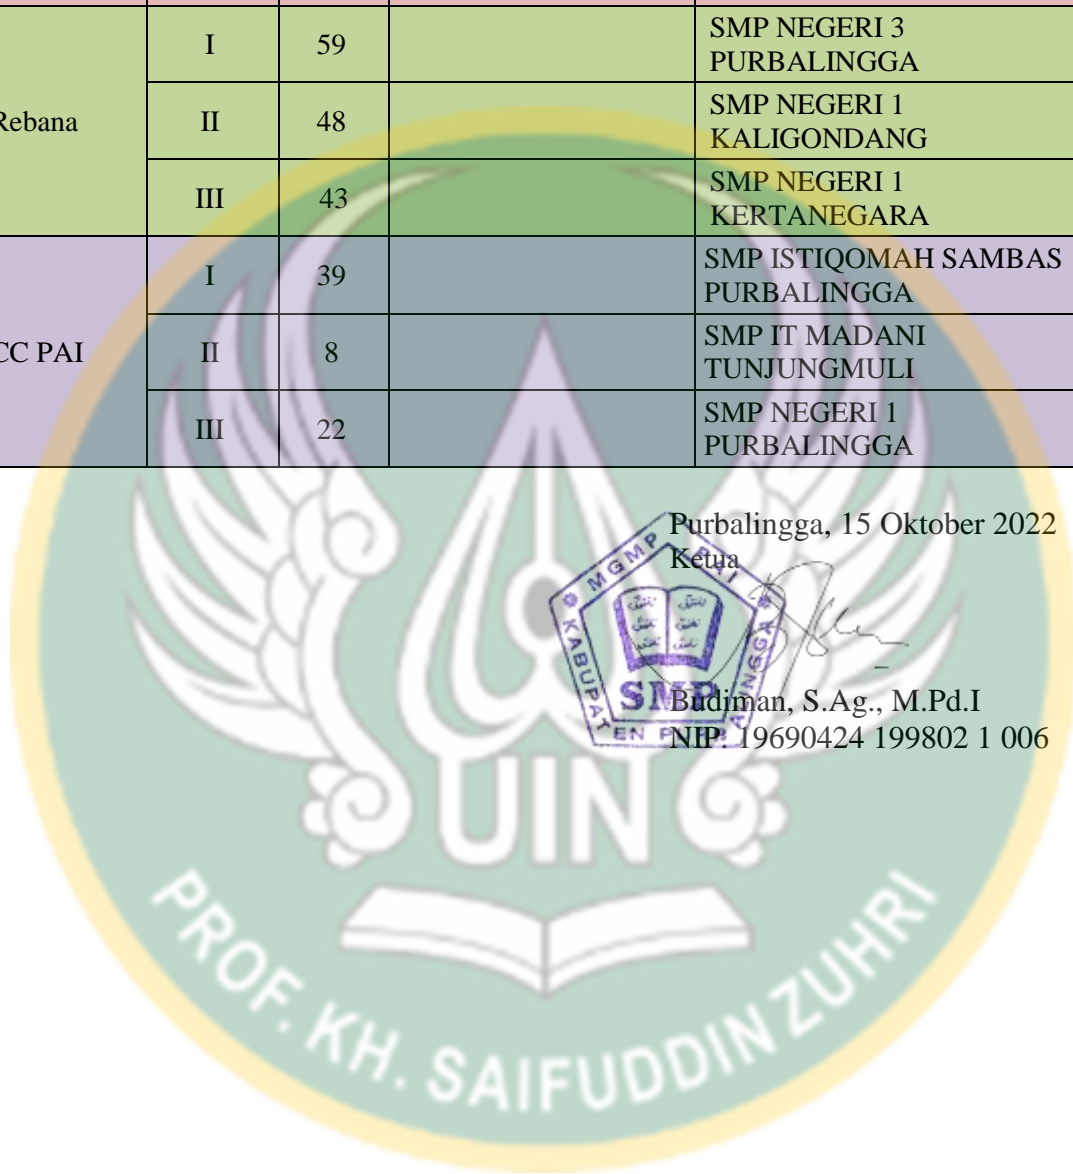 I 59 SMP NEGERI 3
PURBALINGGA
Rebana II 48 SMP NEGERI 1
KALIGONDANG
III 43 SMP NEGERI 1
KERTANEGARA
I 39 SMP ISTIQOMAH SAMBAS
PURBALINGGA
CC PAI II 8 SMP IT MADANI
TUNJUNGMULI
III 22 SMP NEGERI 1
PURBALINGGA
Purbalingga, 15 Oktober 2022
Ketua
MGMP PAI
KABUPATEN
SMP
Budiman, S.Ag., M.Pd.I
NIP. 19690424 199802 1 006
UIN
PROF. KH. SAIFUDDIN ZUHRI